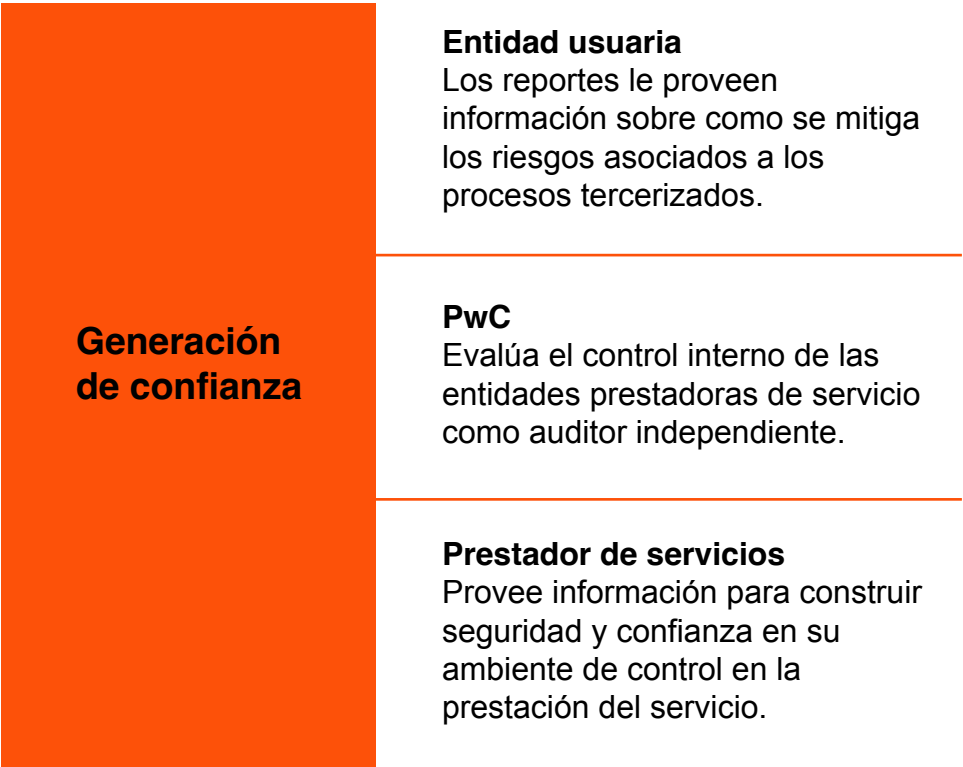 Generación
de confianza
Entidad usuaria
Los reportes le proveen
información sobre como se mitiga
los riesgos asociados a los
procesos tercerizados.
PwC
Evalúa el control interno de las
entidades prestadoras de servicio
como auditor independiente.
Prestador de servicios
Provee información para construir
seguridad y confianza en su
ambiente de control en la
prestación del servicio.